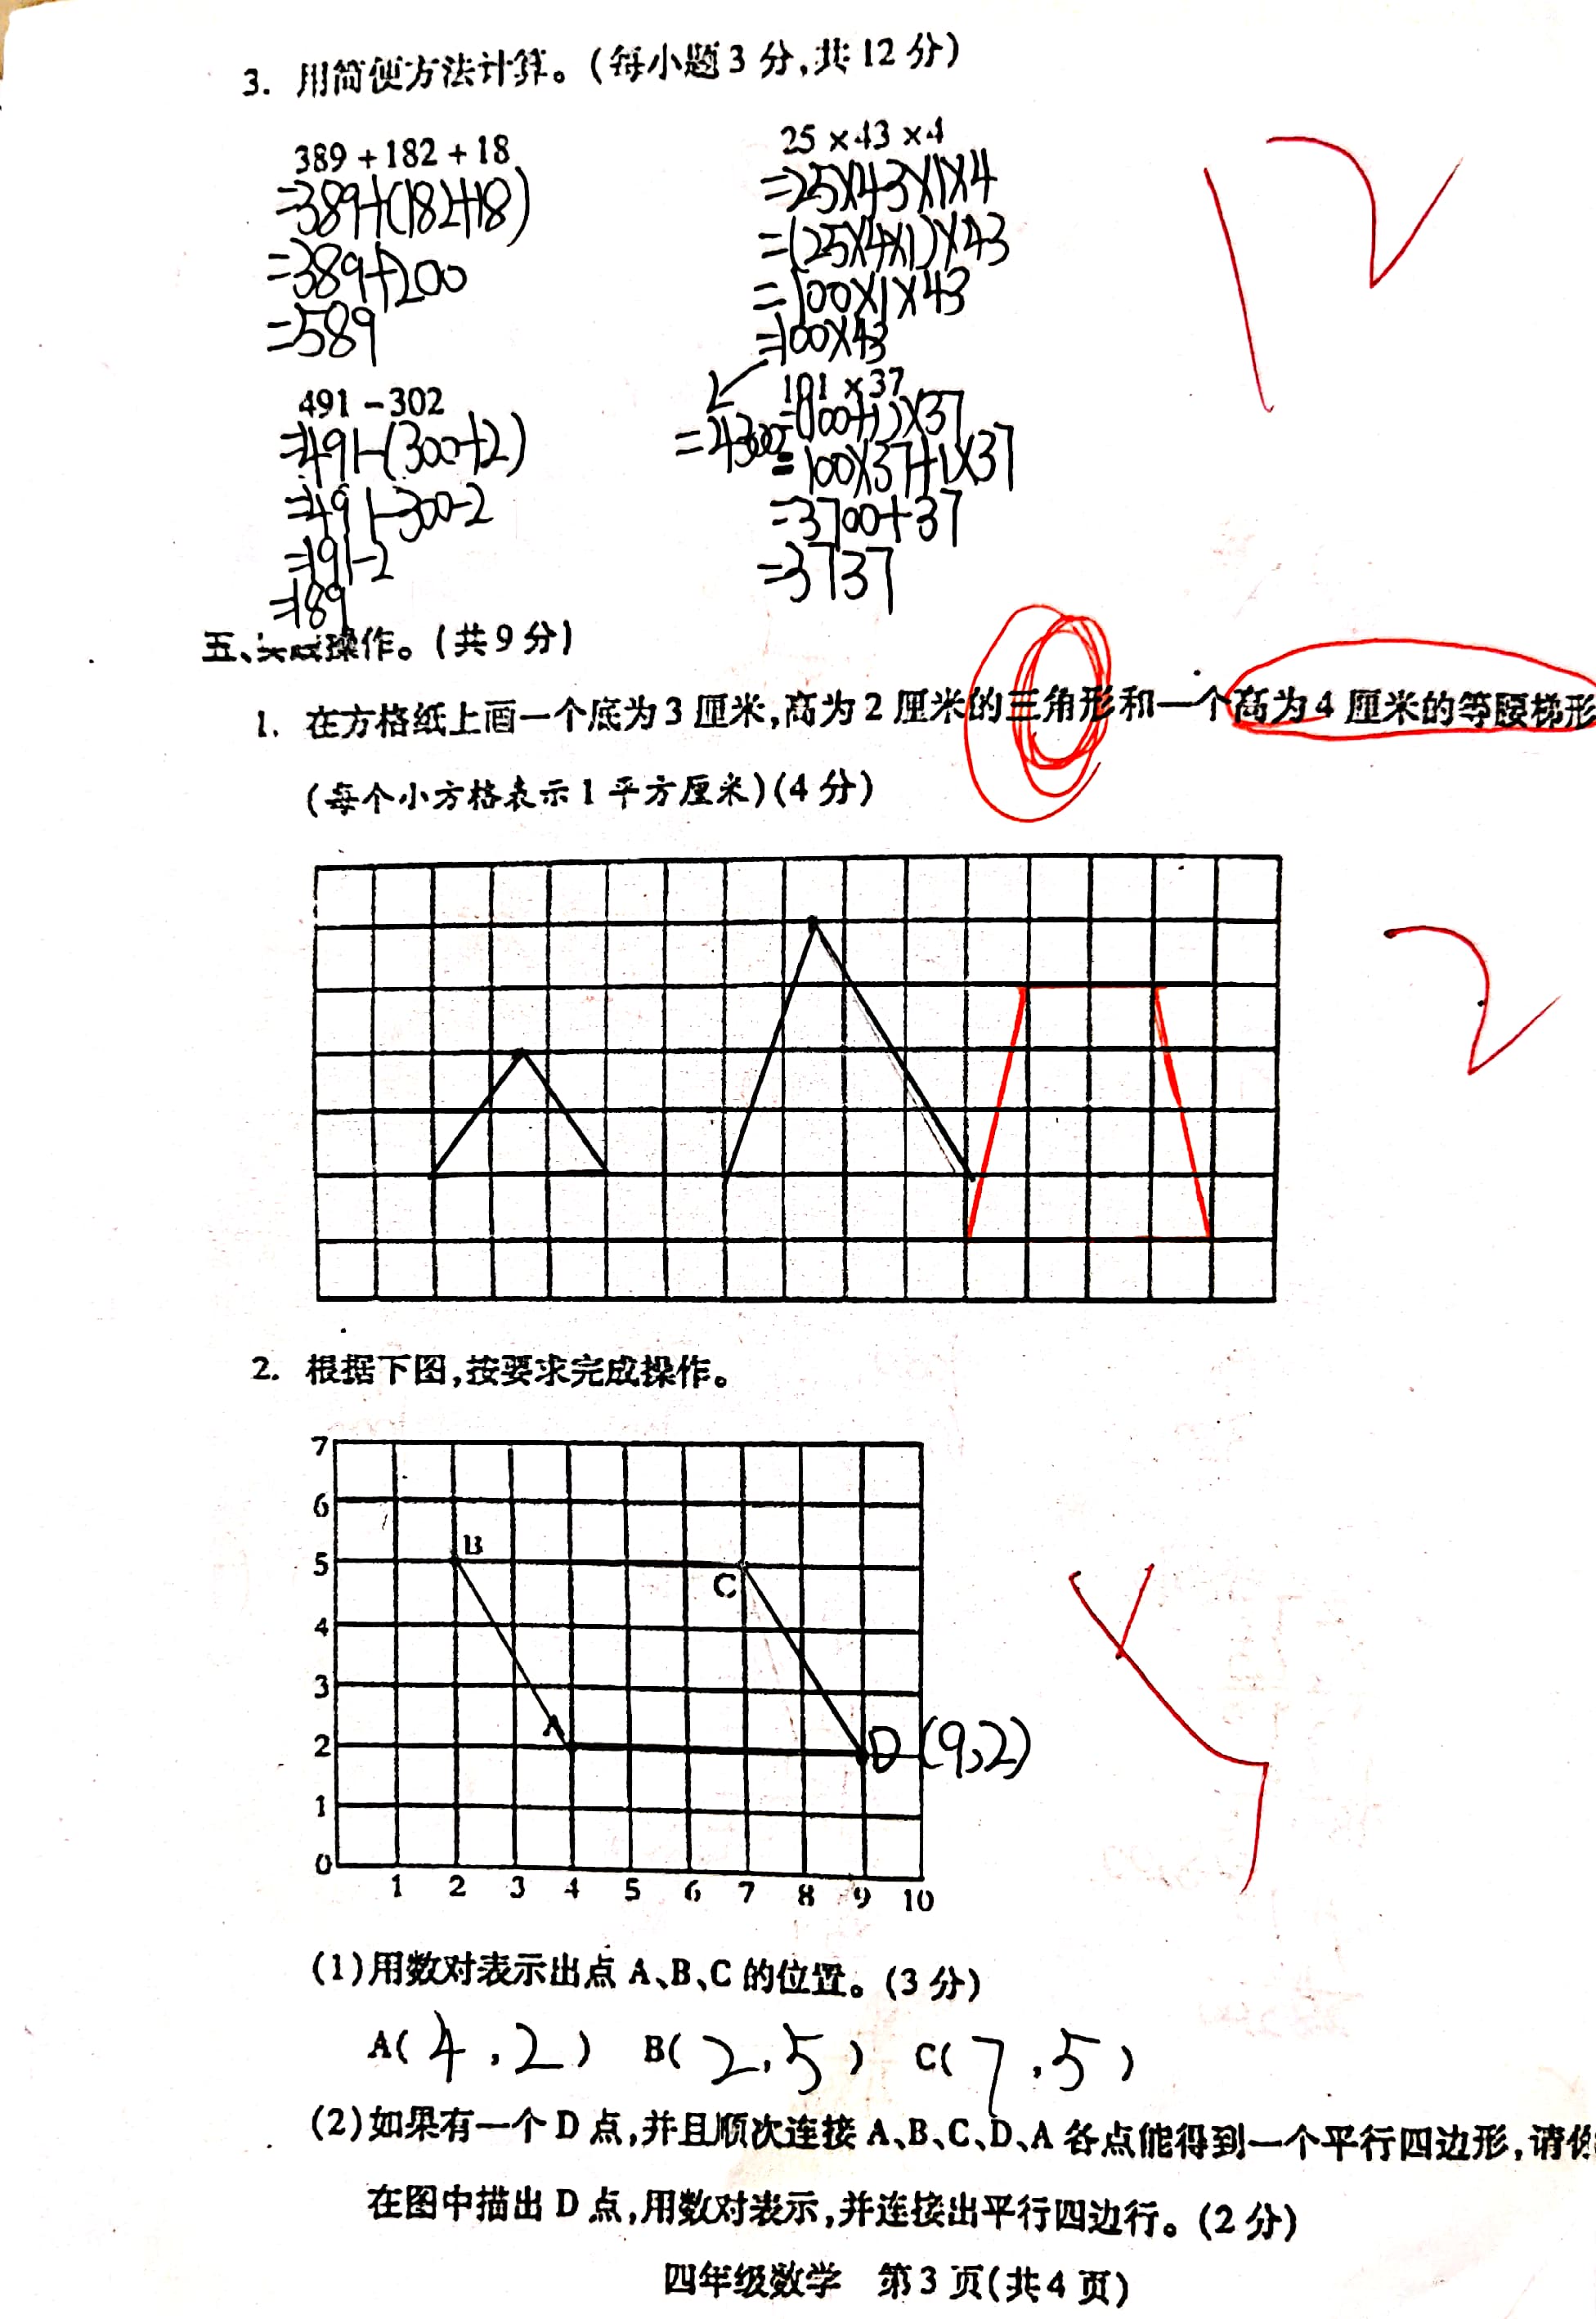 3. 用简便方法计算。(每小题3分,共12分)
389+182+18
=389+(182+18)
=389+200
=589
25×43×4
=25×43×1×4
=(25×4×1)×43
=100×1×43
=100×43
=4300
491-302
=491-(300+2)
=491-300-2
=191-2
=189
101×37
=(100+1)×37
=100×37+1×37
=3700+37
=3737
五、实践操作。(共9分)
1. 在方格纸上画一个底为3厘米,高为2厘米的三角形和一个高为4厘米的等腰梯形
(每个小方格表示1平方厘米)(4分)
2. 根据下图,按要求完成操作。
7
6
5 B C
4
3
2 A D (9,2)
1
0
1 2 3 4 5 6 7 8 9 10
(1)用数对表示出点A、B、C的位置。(3分)
A(4,2) B(2,5) C(7,5)
(2)如果有一个D点,并且顺次连接A、B、C、D、A各点能得到一个平行四边形,请你
在图中描出D点,用数对表示,并连接出平行四边行。(2分)
四年级数学 第3页(共4页)
12
2